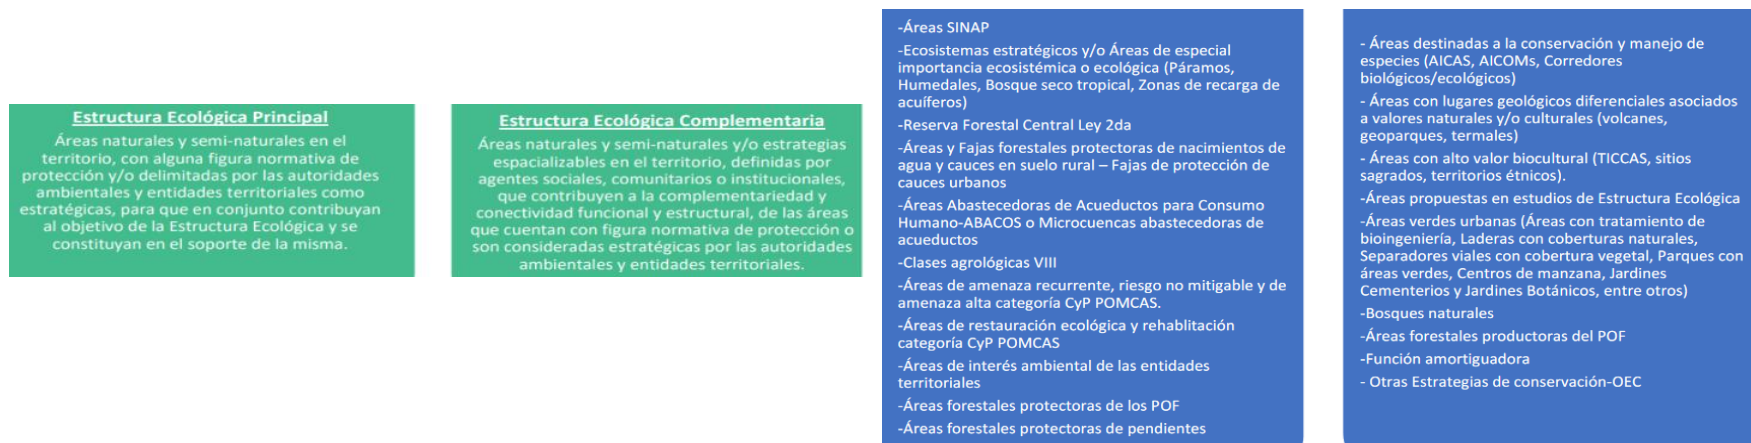 Estructura Ecológica Principal
Áreas naturales y semi-naturales en el
territorio, con alguna figura normativa de
protección y/o delimitadas por las autoridades
ambientales y entidades territoriales como
estratégicas, para que en conjunto contribuyan
al objetivo de la Estructura Ecológica y se
constituyan en el soporte de la misma.
Estructura Ecológica Complementaria
Áreas naturales y semi-naturales y/o estrategias
espacializables en el territorio, definidas por
agentes sociales, comunitarios o institucionales,
que contribuyen a la complementariedad y
conectividad funcional y estructural, de las áreas
que cuentan con figura normativa de protección o
son consideradas estratégicas por las autoridades
ambientales y entidades territoriales.
-Áreas SINAP
-Ecosistemas estratégicos y/o Áreas de especial
importancia ecosistémica o ecológica (Páramos,
Humedales, Bosque seco tropical, Zonas de recarga de
acuíferos)
-Reserva Forestal Central Ley 2da
-Áreas y Fajas forestales protectoras de nacimientos de
agua y cauces en suelo rural – Fajas de protección de
cauces urbanos
-Áreas Abastecedoras de Acueductos para Consumo
Humano-ABACOS o Microcuencas abastecedoras de
acueductos
-Clases agrológicas VIII
-Áreas de amenaza recurrente, riesgo no mitigable y de
amenaza alta categoría CyP POMCAS.
-Áreas de restauración ecológica y rehablitación
categoría CyP POMCAS
-Áreas de interés ambiental de las entidades
territoriales
-Áreas forestales protectoras de los POF
-Áreas forestales protectoras de pendientes
- Áreas destinadas a la conservación y manejo de
especies (AICAS, AICOMs, Corredores
biológicos/ecológicos)
- Áreas con lugares geológicos diferenciales asociados
a valores naturales y/o culturales (volcanes,
geoparques, termales)
- Áreas con alto valor biocultural (TICCAS, sitios
sagrados, territorios étnicos).
-Áreas propuestas en estudios de Estructura Ecológica
-Áreas verdes urbanas (Áreas con tratamiento de
bioingeniería, Laderas con coberturas naturales,
Separadores viales con cobertura vegetal, Parques con
áreas verdes, Centros de manzana, Jardines
Cementerios y Jardines Botánicos, entre otros)
-Bosques naturales
-Áreas forestales productoras del POF
-Función amortiguadora
- Otras Estrategias de conservación-OEC